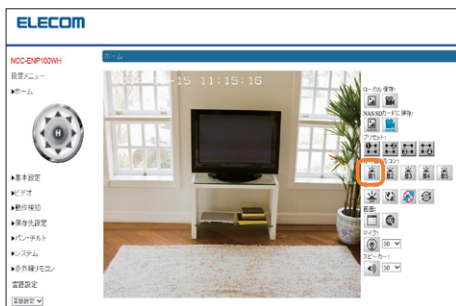 ELECOM
NCC-ENP100WH
ホーム
設定メニュー
▶ホーム
-15 11:15:16
ローカル保存:
NAS/SDカードに保存:
プリセット:
H
▶基本設定
▶ビデオ
▶動作検知
▶保存先設定
▶パン・チルト
▶システム
▶赤外線リモコン
画面:
マイク:
50
スピーカー:
50
言語設定
言語設定